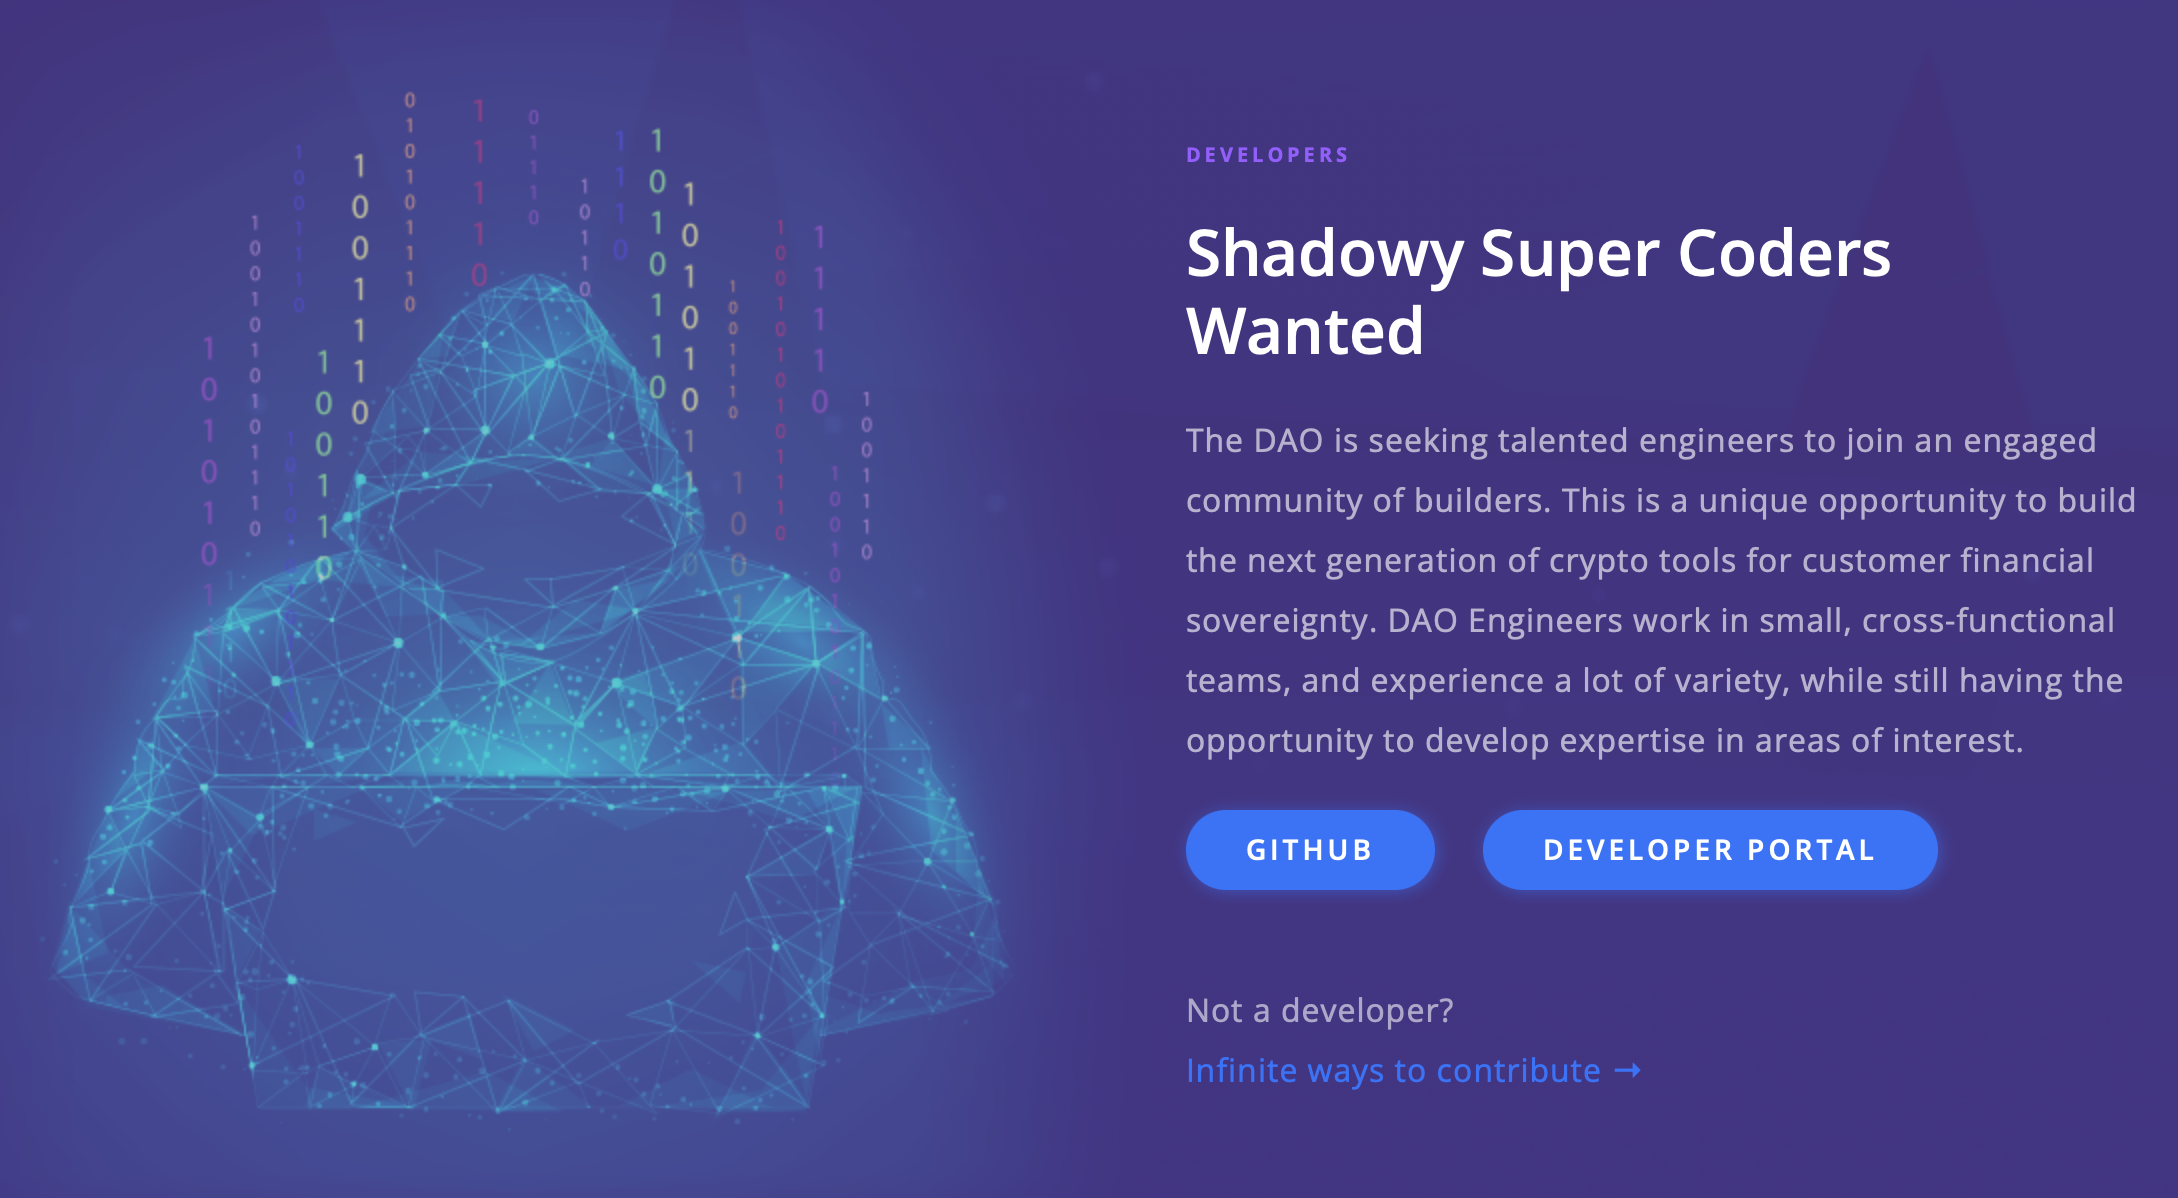 DEVELOPERS
Shadowy Super Coders
Wanted
The DAO is seeking talented engineers to join an engaged
community of builders. This is a unique opportunity to build
the next generation of crypto tools for customer financial
sovereignty. DAO Engineers work in small, cross-functional
teams, and experience a lot of variety, while still having the
opportunity to develop expertise in areas of interest.
GITHUB DEVELOPER PORTAL
Not a developer?
Infinite ways to contribute →